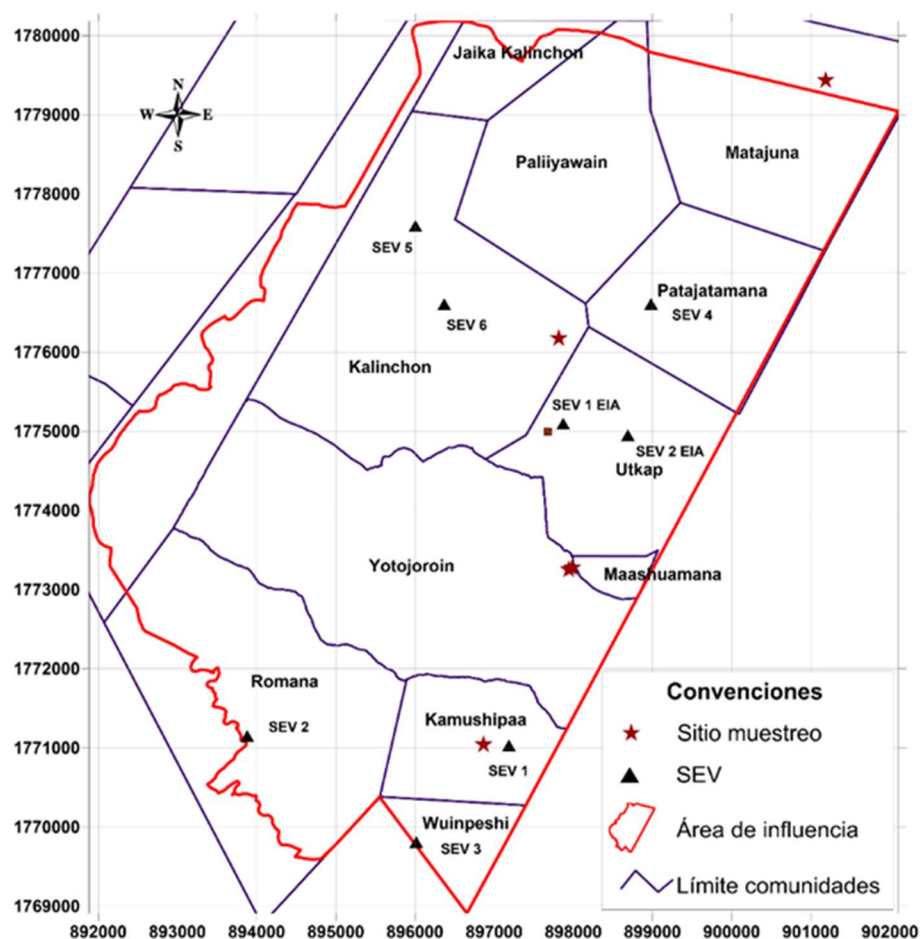 1780000
1779000
1778000
1777000
1776000
1775000
1774000
1773000
1772000
1771000
1770000
1769000
N
W E
S
Jaika Kalinchon
Paliiyawain
Matajuna
SEV 5
SEV 6
Patajatamana
SEV 4
Kalinchon
SEV 1 EIA
SEV 2 EIA
Utkap
Yotojoroin
Maashuamana
Romana
SEV 2
Kamushipaa
SEV 1
Wuinpeshi
SEV 3
Convenciones
Sitio muestreo
SEV
Área de influencia
Límite comunidades
892000 893000 894000 895000 896000 897000 898000 899000 900000 901000 902000